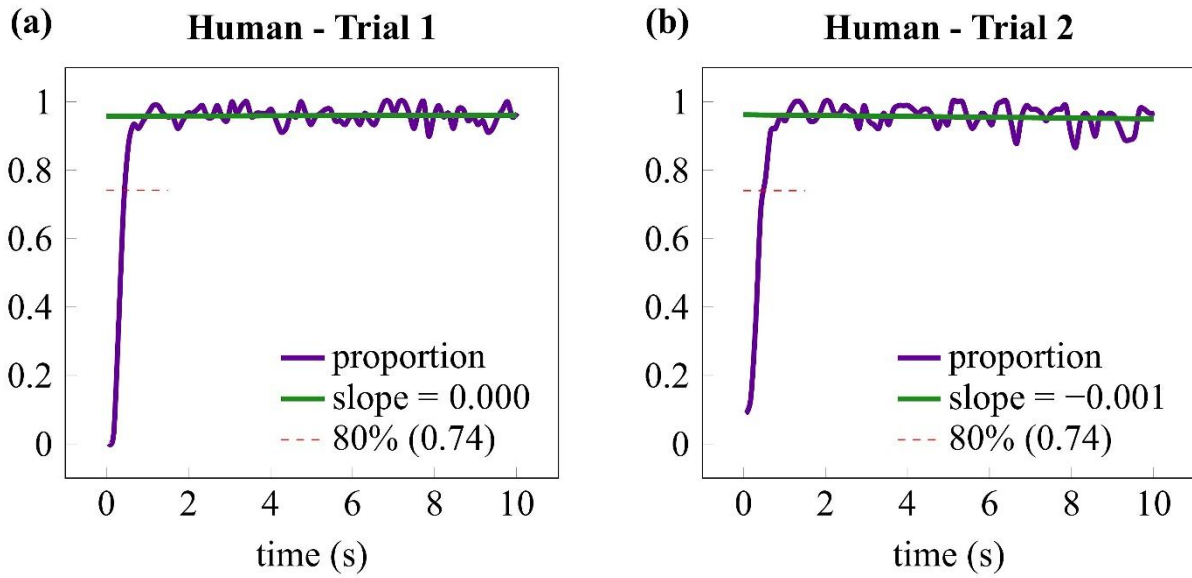 (a) Human - Trial 1
1
0.8
0.6
0.4
0.2
0
proportion
slope = 0.000
80% (0.74)
0 2 4 6 8 10
time (s)
(b) Human - Trial 2
1
0.8
0.6
0.4
0.2
0
proportion
slope = −0.001
80% (0.74)
0 2 4 6 8 10
time (s)